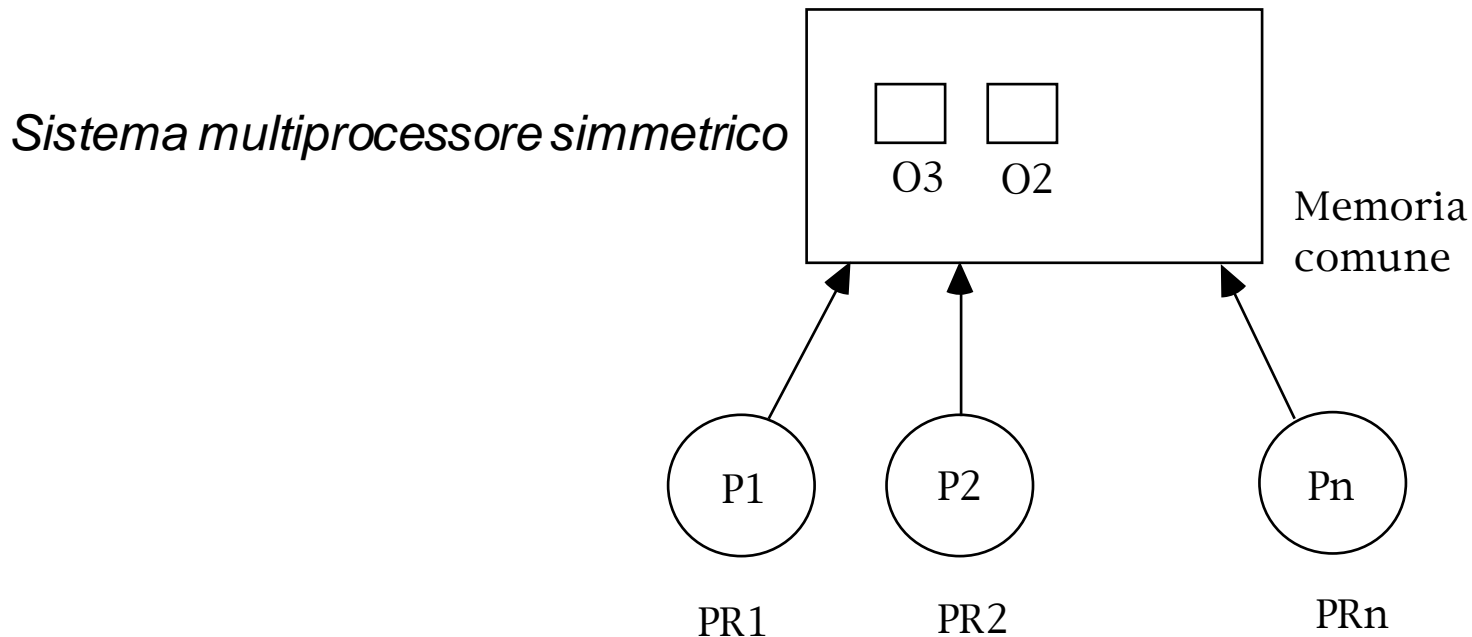 Sistema multiprocessore simmetrico
O3 O2
Memoria
comune
P1 P2 Pn
PR1 PR2 PRn